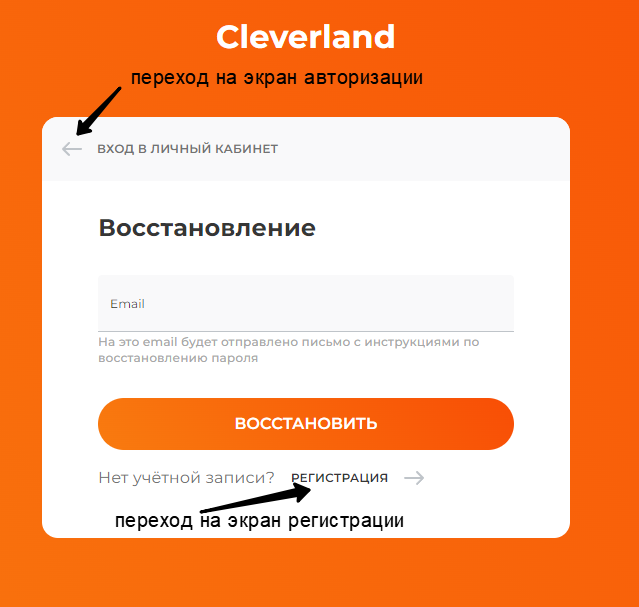 Cleverland
переход на экран авторизации
ВХОД В ЛИЧНЫЙ КАБИНЕТ
Восстановление
Email
На это email будет отправлено письмо с инструкциями по
восстановлению пароля
ВОССТАНОВИТЬ
Нет учётной записи? РЕГИСТРАЦИЯ
переход на экран регистрации